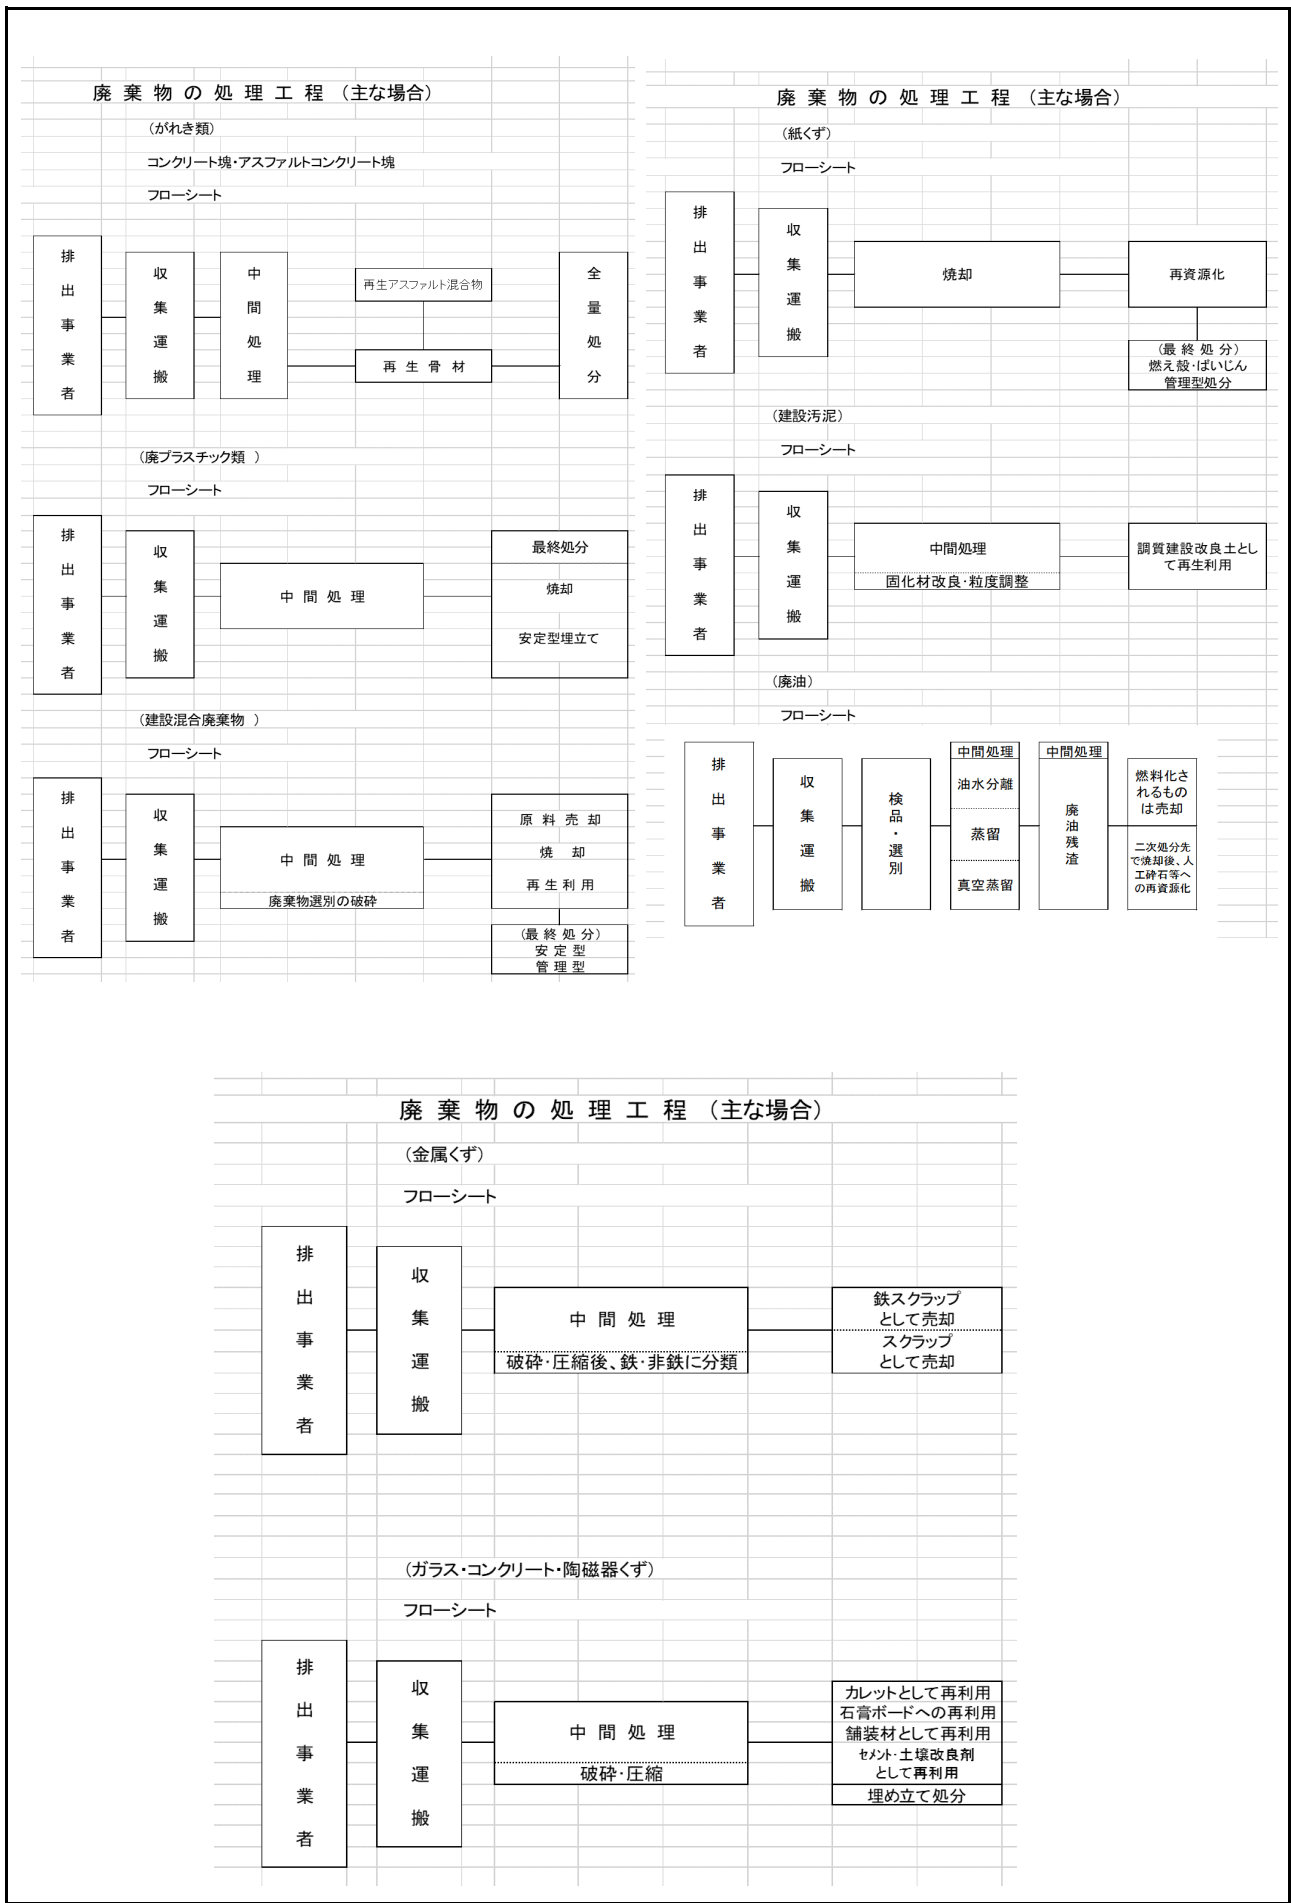 廃棄物の処理工程（主な場合）
（がれき類）
コンクリート塊・アスファルトコンクリート塊
フローシート
排出事業者
収集運搬
中間処理
再生アスファルト混合物
再生骨材
全量処分
（廃プラスチック類 ）
フローシート
排出事業者
収集運搬
中間処理
最終処分
焼却
安定型埋立て
（建設混合廃棄物 ）
フローシート
排出事業者
収集運搬
中間処理
廃棄物選別の破砕
原料売却
焼却
再生利用
（最終処分）
安定型
管理型
廃棄物の処理工程（主な場合）
（紙くず）
フローシート
排出事業者
収集運搬
焼却
再資源化
（最終処分）
燃え殻・ばいじん
管理型処分
（建設汚泥）
フローシート
排出事業者
収集運搬
中間処理
固化材改良・粒度調整
調質建設改良土とし
て再生利用
（廃油）
フローシート
排出事業者
収集運搬
検品・選別
中間処理
油水分離
蒸留
真空蒸留
中間処理
廃油残渣
燃料化さ
れるもの
は売却
二次処分先
で焼却後、人
工砕石等へ
の再資源化
廃棄物の処理工程（主な場合）
（金属くず）
フローシート
排出事業者
収集運搬
中間処理
破砕・圧縮後、鉄・非鉄に分類
鉄スクラップ
として売却
スクラップ
として売却
（ガラス・コンクリート・陶磁器くず）
フローシート
排出事業者
収集運搬
中間処理
破砕・圧縮
カレットとして再利用
石膏ボードへの再利用
舗装材として再利用
セメント・土壌改良剤
として再利用
埋め立て処分